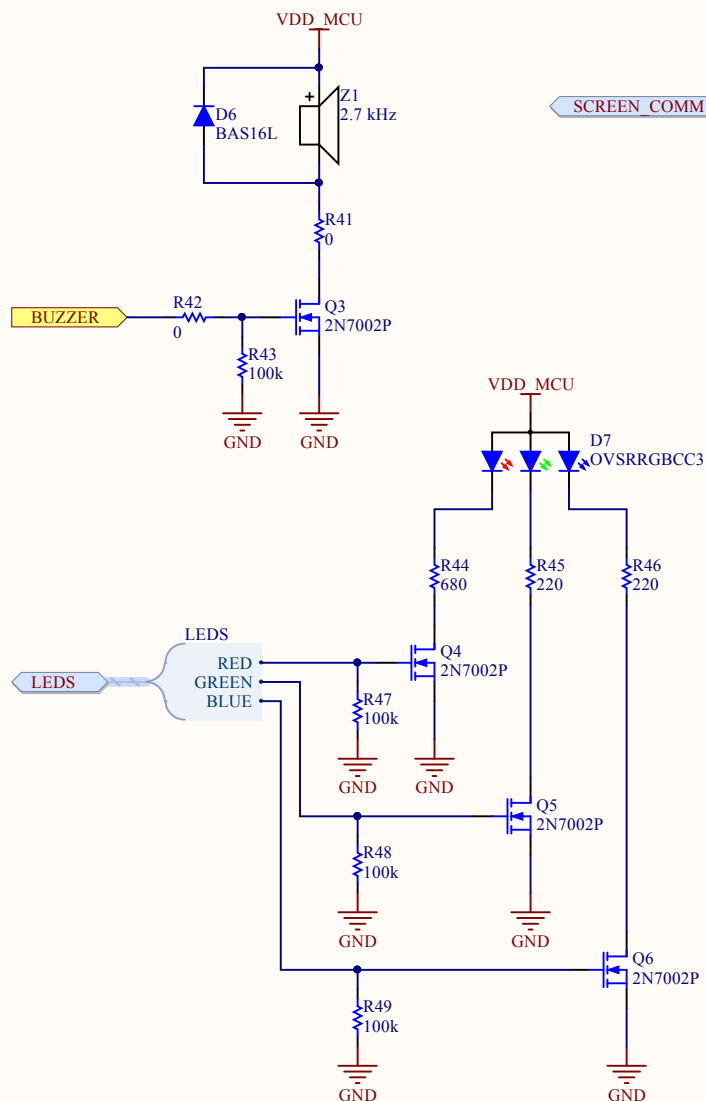 VDD_MCU
D6
BAS16L
+
Z1
2.7 kHz
SCREEN_COMM
R41
0
BUZZER
R42
0
Q3
2N7002P
R43
100k
GND
GND
VDD_MCU
D7
OVSRRGBCC3
R44
680
R45
220
R46
220
LEDS
LEDS
RED
GREEN
BLUE
Q4
2N7002P
R47
100k
GND
GND
Q5
2N7002P
R48
100k
GND
GND
Q6
2N7002P
R49
100k
GND
GND